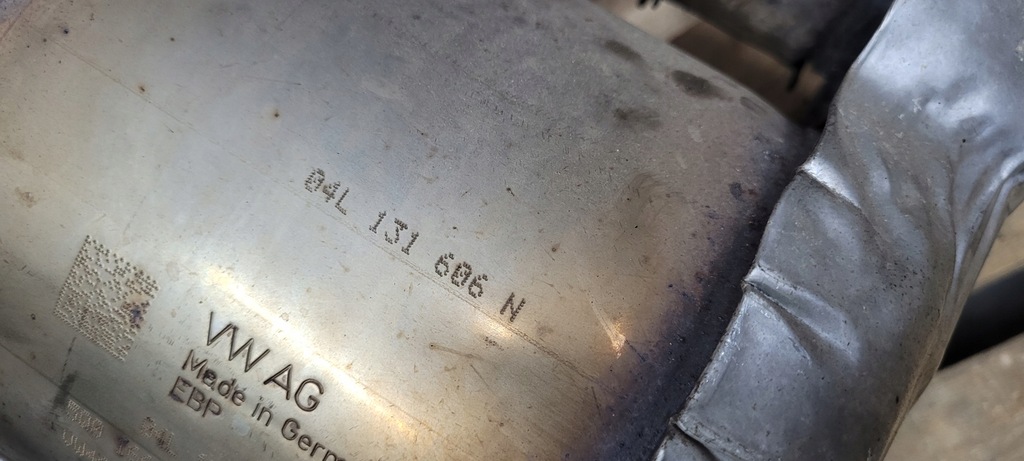 04L 131 606 N
VW AG
Made in Germ
EBP